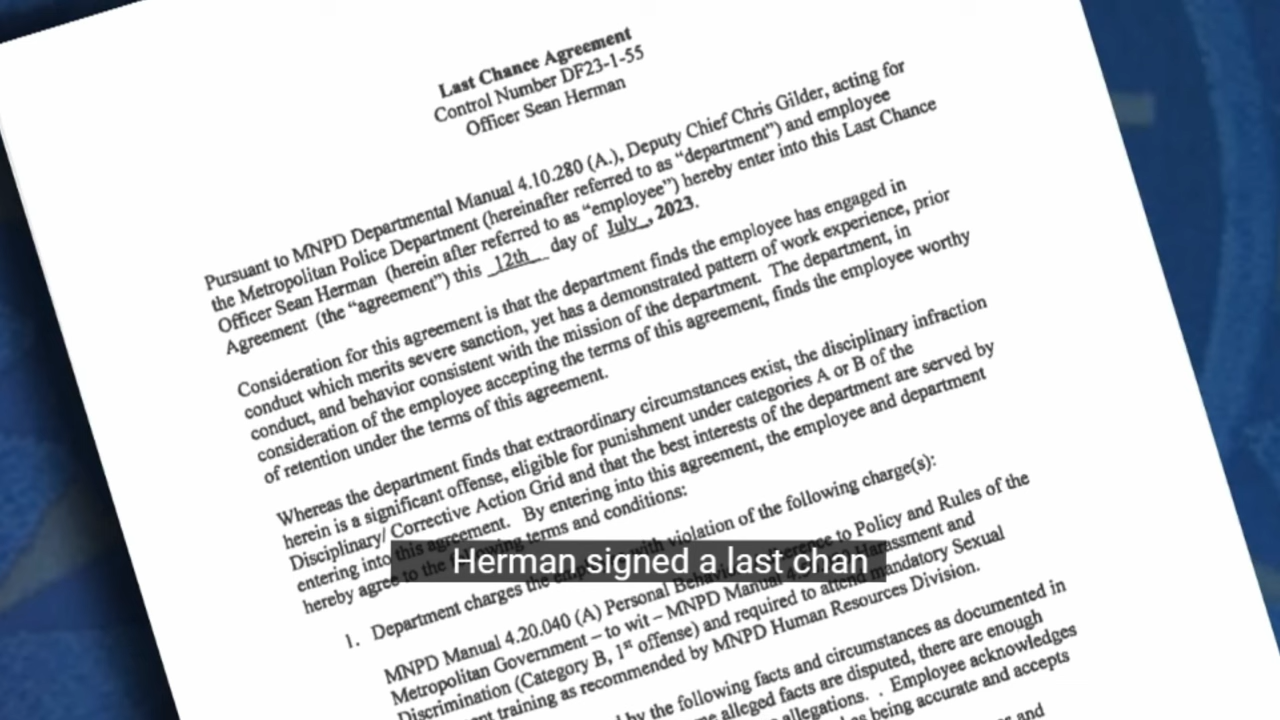 Last Chance Agreement
Control Number DF23-1-55
Officer Sean Herman
Pursuant to MNPD Departmental Manual 4.10.280 (A.), Deputy Chief Chris Gilder, acting for
the Metropolitan Police Department (hereinafter referred to as “department”) and employee
Officer Sean Herman (herein after referred to as “employee”) hereby enter into this Last Chance
Agreement (the “agreement”) this 12th day of July, 2023.
Consideration for this agreement is that the department finds the employee has engaged in
conduct which merits severe sanction, yet has a demonstrated pattern of work experience, prior
conduct, and behavior consistent with the mission of the department. The department, in
consideration of the employee accepting the terms of this agreement, finds the employee worthy
of retention under the terms of this agreement.
Whereas the department finds that extraordinary circumstances exist, the disciplinary infraction
herein is a significant offense, eligible for punishment under categories A or B of the
Disciplinary/ Corrective Action Grid and that the best interests of the department are served by
entering into this agreement. By entering into this agreement, the employee and department
hereby agree to the following terms and conditions:
1. Department charges the employee with violation of the following charge(s):
MNPD Manual 4.20.040 (A) Personal Behavior Adherence to Policy and Rules of the
Metropolitan Government – to wit – MNPD Manual Harassment and
Discrimination (Category B, 1st offense) and required to attend mandatory Sexual
training as recommended by MNPD Human Resources Division.
by the following facts and circumstances as documented in
alleged facts are disputed, there are enough
allegations. . Employee acknowledges
as being accurate and accepts
and
Herman signed a last chan